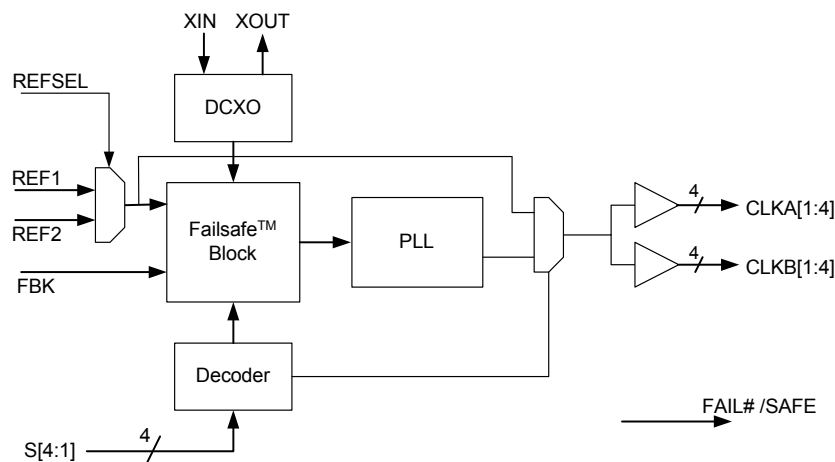 XIN XOUT
REFSEL
DCXO
REF1
REF2
Failsafe™
Block
PLL
4
CLKA[1:4]
4
CLKB[1:4]
FBK
Decoder
FAIL# /SAFE
4
S[4:1]